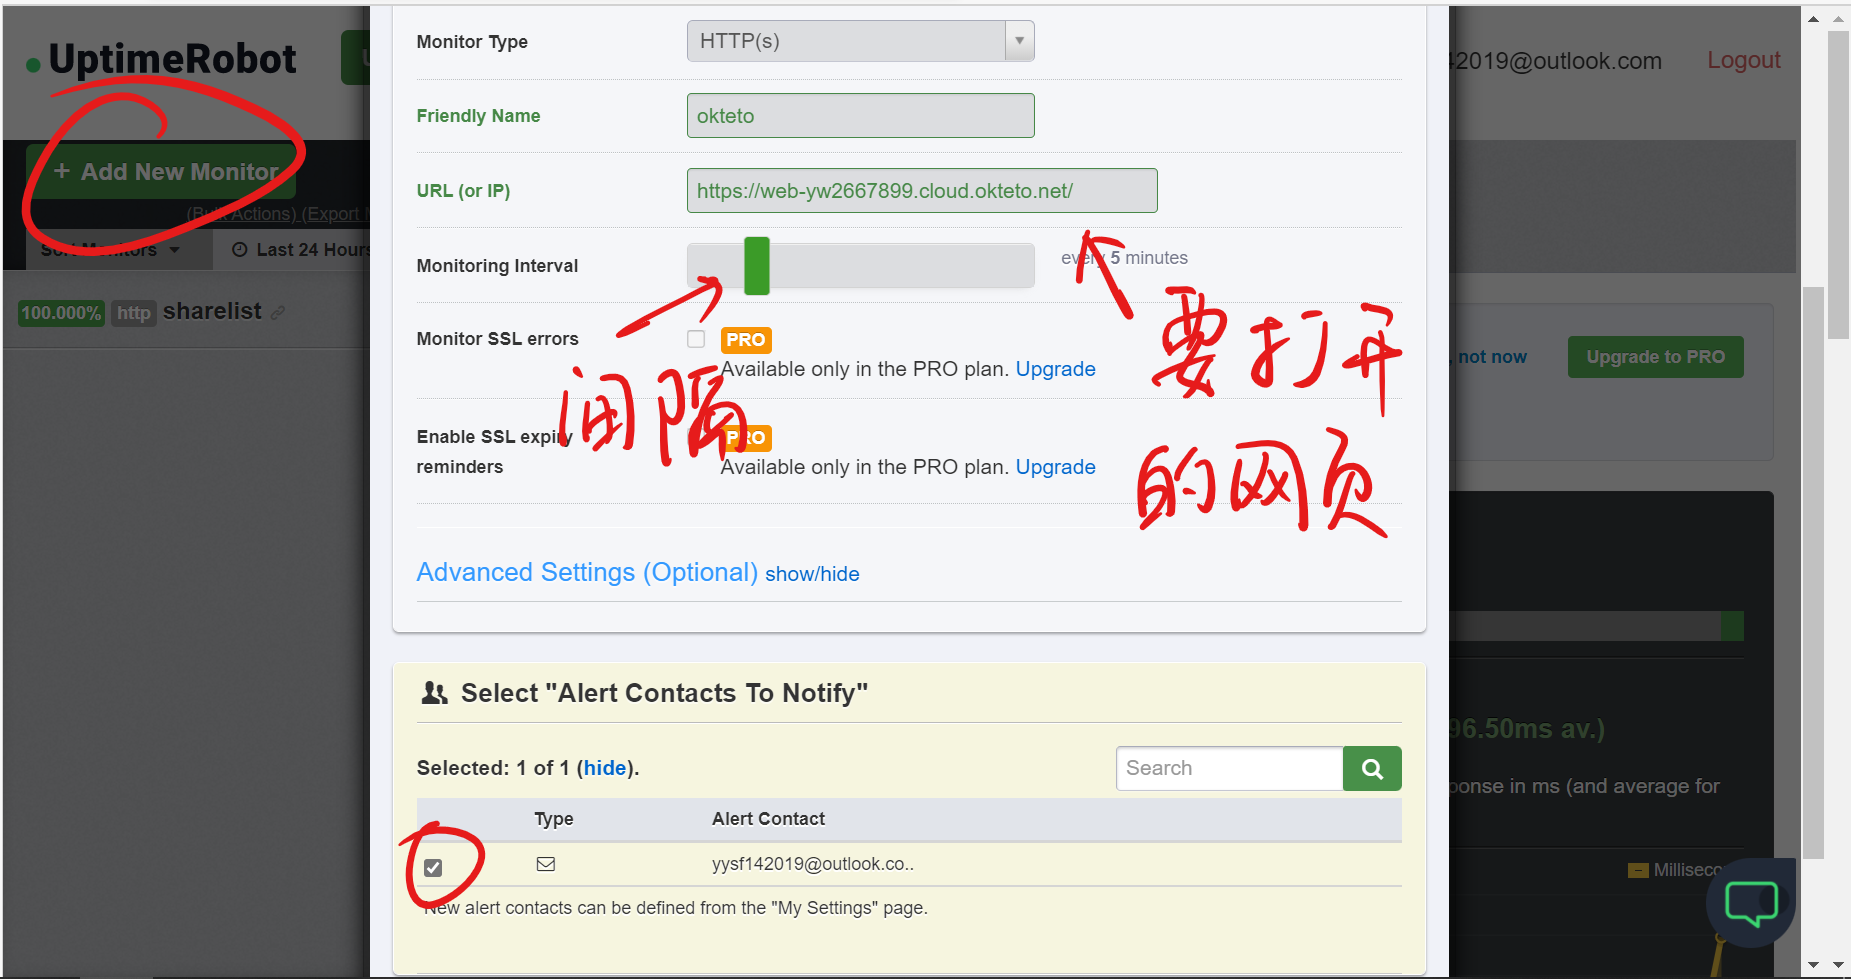 UptimeRobot
+ Add New Monitor
(Bulk Actions) (Export
Sort Monitors
Last 24 Hours
100.000% http sharelist
Monitor Type
HTTP(s)
Friendly Name
okteto
URL (or IP)
https://web-yw2667899.cloud.okteto.net/
Monitoring Interval
every 5 minutes
间隔
要打开
的网页
Monitor SSL errors
PRO
Available only in the PRO plan. Upgrade
Enable SSL expiry
reminders
PRO
Available only in the PRO plan. Upgrade
Advanced Settings (Optional) show/hide
Select "Alert Contacts To Notify"
Selected: 1 of 1 (hide).
Search
Type Alert Contact
yysf142019@outlook.co..
New alert contacts can be defined from the "My Settings" page.
42019@outlook.com
Logout
not now
Upgrade to PRO
96.50ms av.)
onse in ms (and average for
Millisec